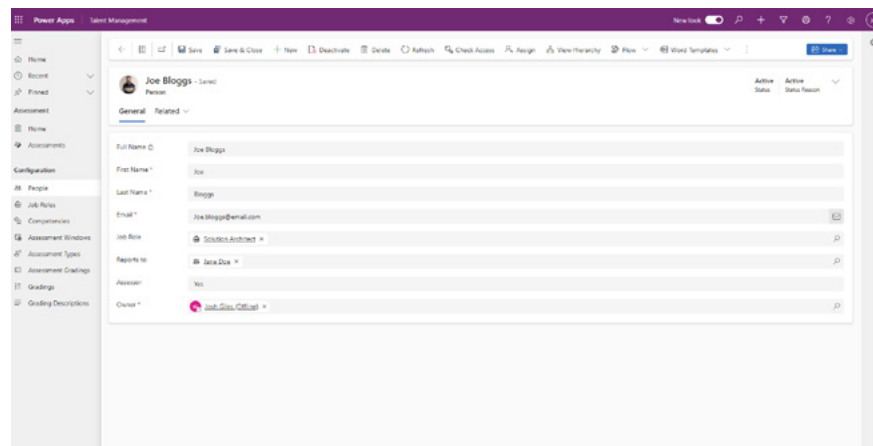 Power Apps Talent Management New look
Save Save & Close New Deactivate Delete Refresh Check Access Assign View Hierarchy Flow Word Templates Share
Home
Recent
Pinned
Assessment
Home
Assessments
Configuration
People
Job Roles
Competencies
Assessment Windows
Assessment Types
Assessment Gradings
Gradings
Grading Descriptions
Joe Bloggs - Saved
Person
Active Active
Status Status Reason
General Related
Full Name Joe Bloggs
First Name * Joe
Last Name * Bloggs
Email * Joe.bloggs@email.com
Job Role Solution Architect
Reports to Jane Doe
Assessor Yes
Owner * Josh Giles (Offline)